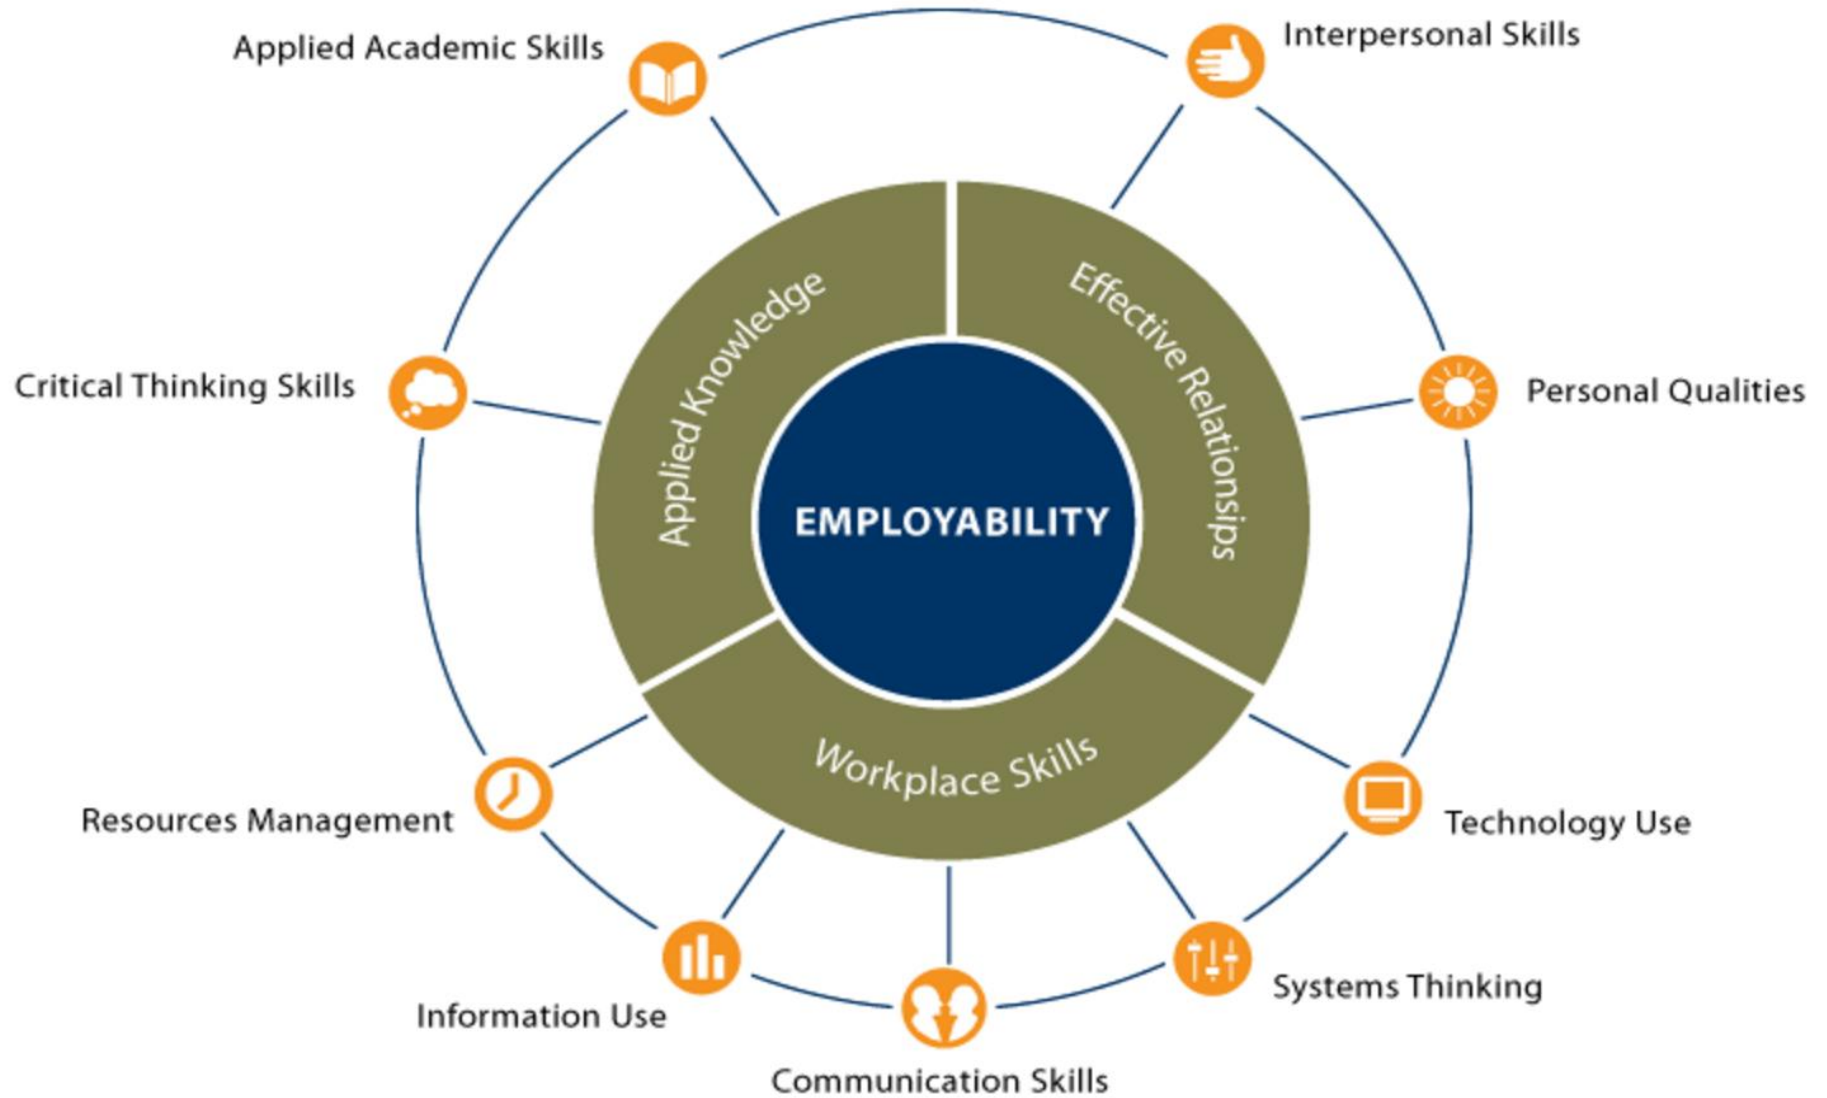 Applied Academic Skills
Interpersonal Skills
Applied Knowledge
Effective Relationsips
Critical Thinking Skills
Personal Qualities
EMPLOYABILITY
Workplace Skills
Resources Management
Technology Use
Information Use
Systems Thinking
Communication Skills